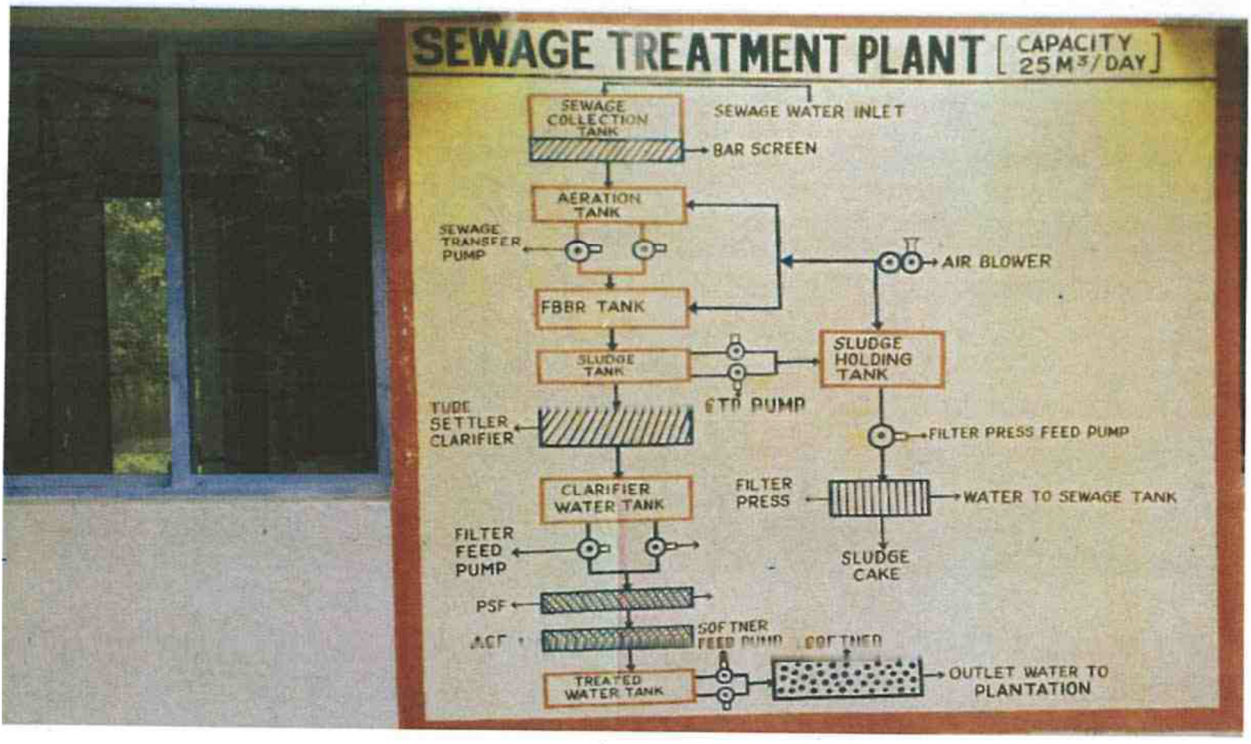 SEWAGE TREATMENT PLANT [CAPACITY
25 M³/DAY]
SEWAGE
COLLECTION
TANK
SEWAGE WATER INLET
BAR SCREEN
AERATION
TANK
SEWAGE
TRANSFER
PUMP
AIR BLOWER
FBBR TANK
SLUDGE
TANK
SLUDGE
HOLDING
TANK
PUMP
TUBE
SETTLER
CLARIFIER
FILTER PRESS FEED PUMP
CLARIFIER
WATER TANK
FILTER
PRESS
WATER TO SEWAGE TANK
FILTER
FEED
PUMP
SLUDGE
CAKE
PSF
ACF
SOFTNER
FEED PUMP
SOFTNER
TREATED
WATER TANK
OUTLET WATER TO
PLANTATION